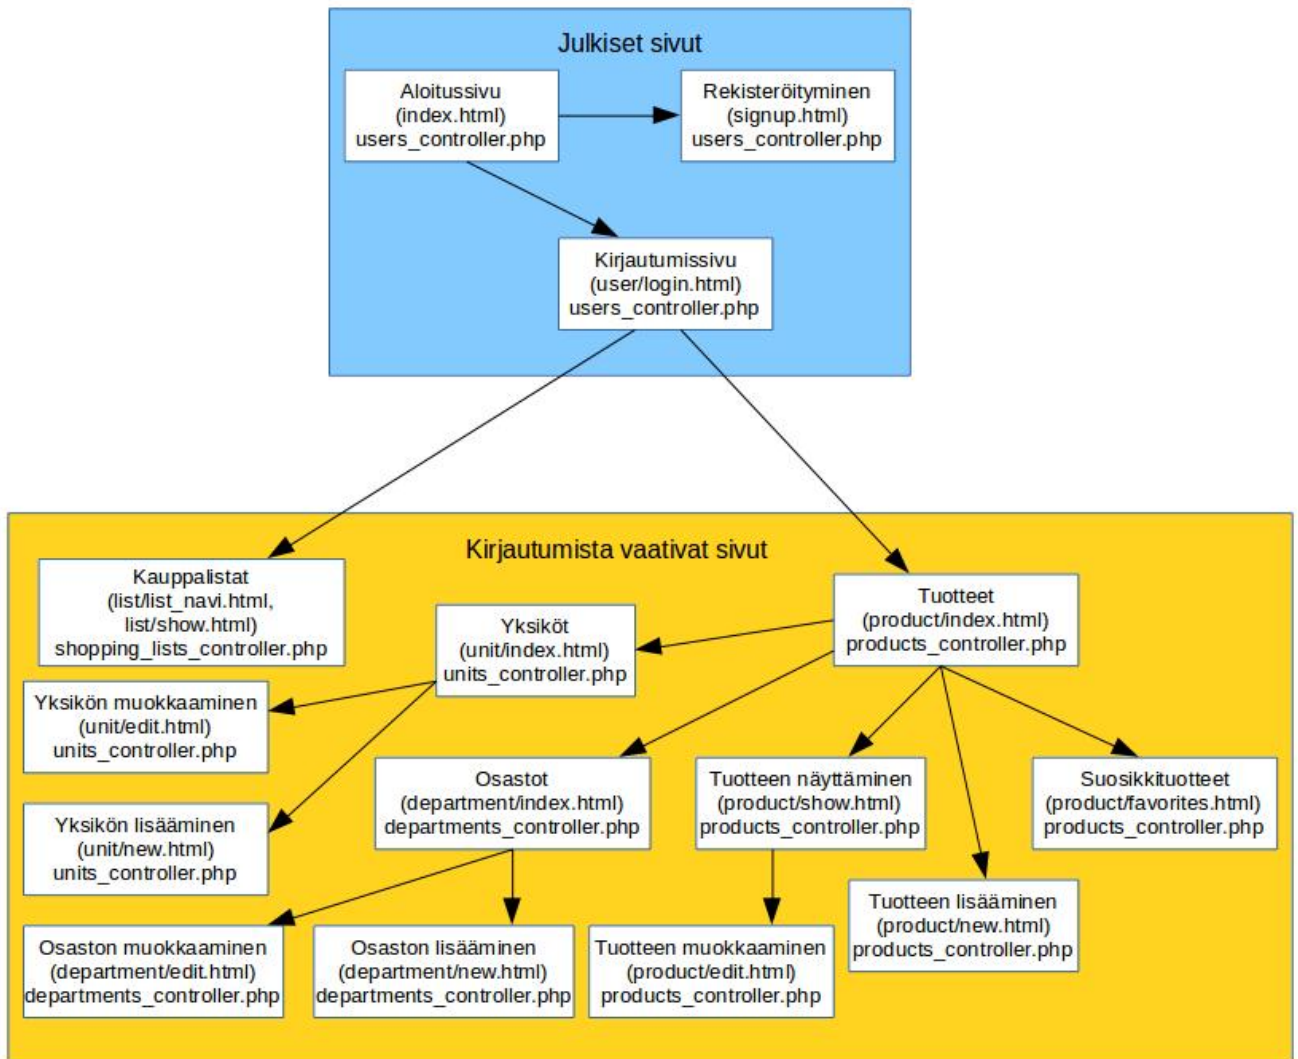 Julkiset sivut
Aloitussivu
(index.html)
users_controller.php
Rekisteröityminen
(signup.html)
users_controller.php
Kirjautumissivu
(user/login.html)
users_controller.php
Kirjautumista vaativat sivut
Kauppalistat
(list/list_navi.html,
list/show.html)
shopping_lists_controller.php
Yksiköt
(unit/index.html)
units_controller.php
Tuotteet
(product/index.html)
products_controller.php
Yksikön muokkaaminen
(unit/edit.html)
units_controller.php
Osastot
(department/index.html)
departments_controller.php
Tuotteen näyttäminen
(product/show.html)
products_controller.php
Suosikkituotteet
(product/favorites.html)
products_controller.php
Yksikön lisääminen
(unit/new.html)
units_controller.php
Tuotteen lisääminen
(product/new.html)
products_controller.php
Osaston muokkaaminen
(department/edit.html)
departments_controller.php
Osaston lisääminen
(department/new.html)
departments_controller.php
Tuotteen muokkaaminen
(product/edit.html)
products_controller.php